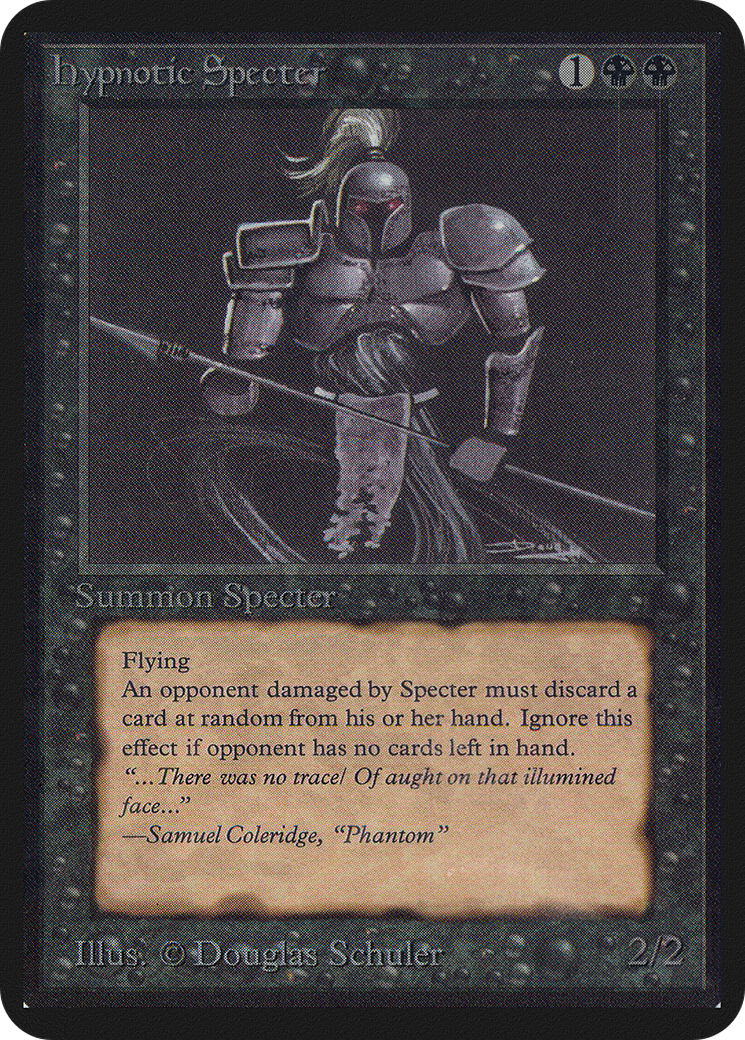 Hypnotic Specter 1
Summon Specter
Flying
An opponent damaged by Specter must discard a
card at random from his or her hand. Ignore this
effect if opponent has no cards left in hand.
“...There was no trace/ Of aught on that illumined
face...”
—Samuel Coleridge, “Phantom”
Illus. © Douglas Schuler 2/2